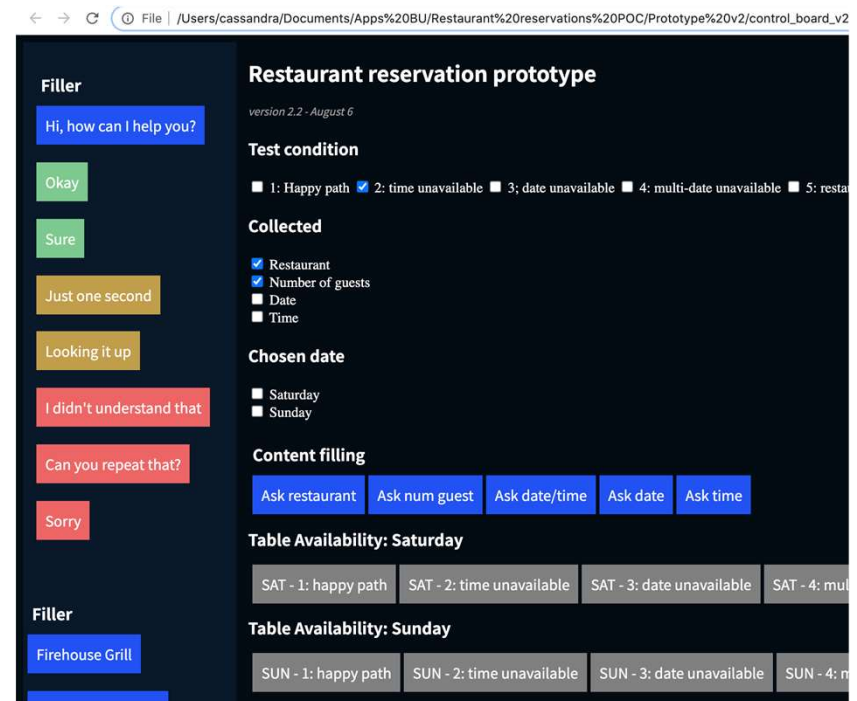 File | /Users/cassandra/Documents/Apps%20BU/Restaurant%20reservations%20POC/Prototype%20v2/control_board_v2
Filler
Hi, how can I help you?
Okay
Sure
Just one second
Looking it up
I didn't understand that
Can you repeat that?
Sorry
Filler
Firehouse Grill
Restaurant reservation prototype
version 2.2 - August 6
Test condition
1: Happy path 2: time unavailable 3; date unavailable 4: multi-date unavailable 5: resta
Collected
Restaurant
Number of guests
Date
Time
Chosen date
Saturday
Sunday
Content filling
Ask restaurant Ask num guest Ask date/time Ask date Ask time
Table Availability: Saturday
SAT - 1: happy path SAT - 2: time unavailable SAT - 3: date unavailable SAT - 4: mul
Table Availability: Sunday
SUN - 1: happy path SUN - 2: time unavailable SUN - 3: date unavailable SUN - 4: m